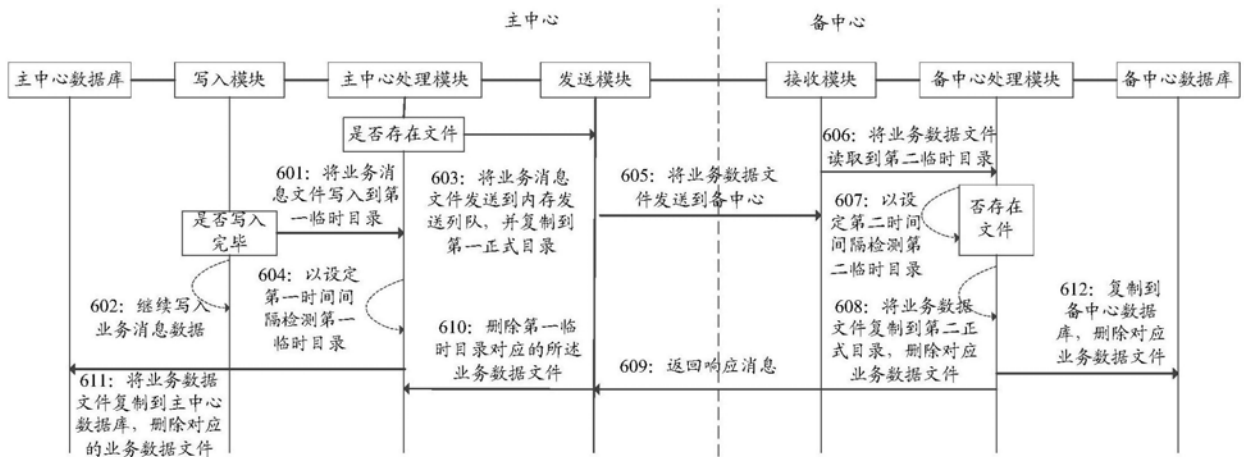 主中心
备中心
主中心数据库
写入模块
主中心处理模块
发送模块
接收模块
备中心处理模块
备中心数据库
是否存在文件
601：将业务消
息文件写入到第
一临时目录
是否写入
完毕
602：继续写入
业务消息数据
603：将业务消息
文件发送到内存发
送列队，并复制到
第一正式目录
604：以设定
第一时间间
隔检测第一
临时目录
605：将业务数据文
件发送到备中心
606：将业务数据文件
读取到第二临时目录
607：以设
定第二时间
间隔检测第
二临时目录
否存在
文件
608：将业务数据
文件复制到第二正
式目录，删除对应
业务数据文件
609：返回响应消息
610：删除第一临
时目录对应的所述
业务数据文件
611：将业务数据
文件复制到主中心
数据库，删除对应
的业务数据文件
612：复制到
备中心数据
库，删除对应
业务数据文件